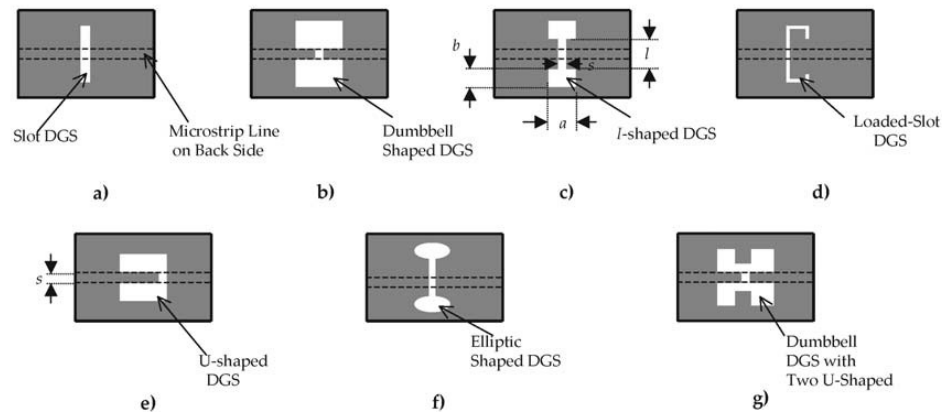 Slot DGS
Microstrip Line
on Back Side
a)
Dumbbell
Shaped DGS
b)
b
l
s
a
I-shaped DGS
c)
Loaded-Slot
DGS
d)
s
U-shaped
DGS
e)
Elliptic
Shaped DGS
f)
Dumbbell
DGS with
Two U-Shaped
g)